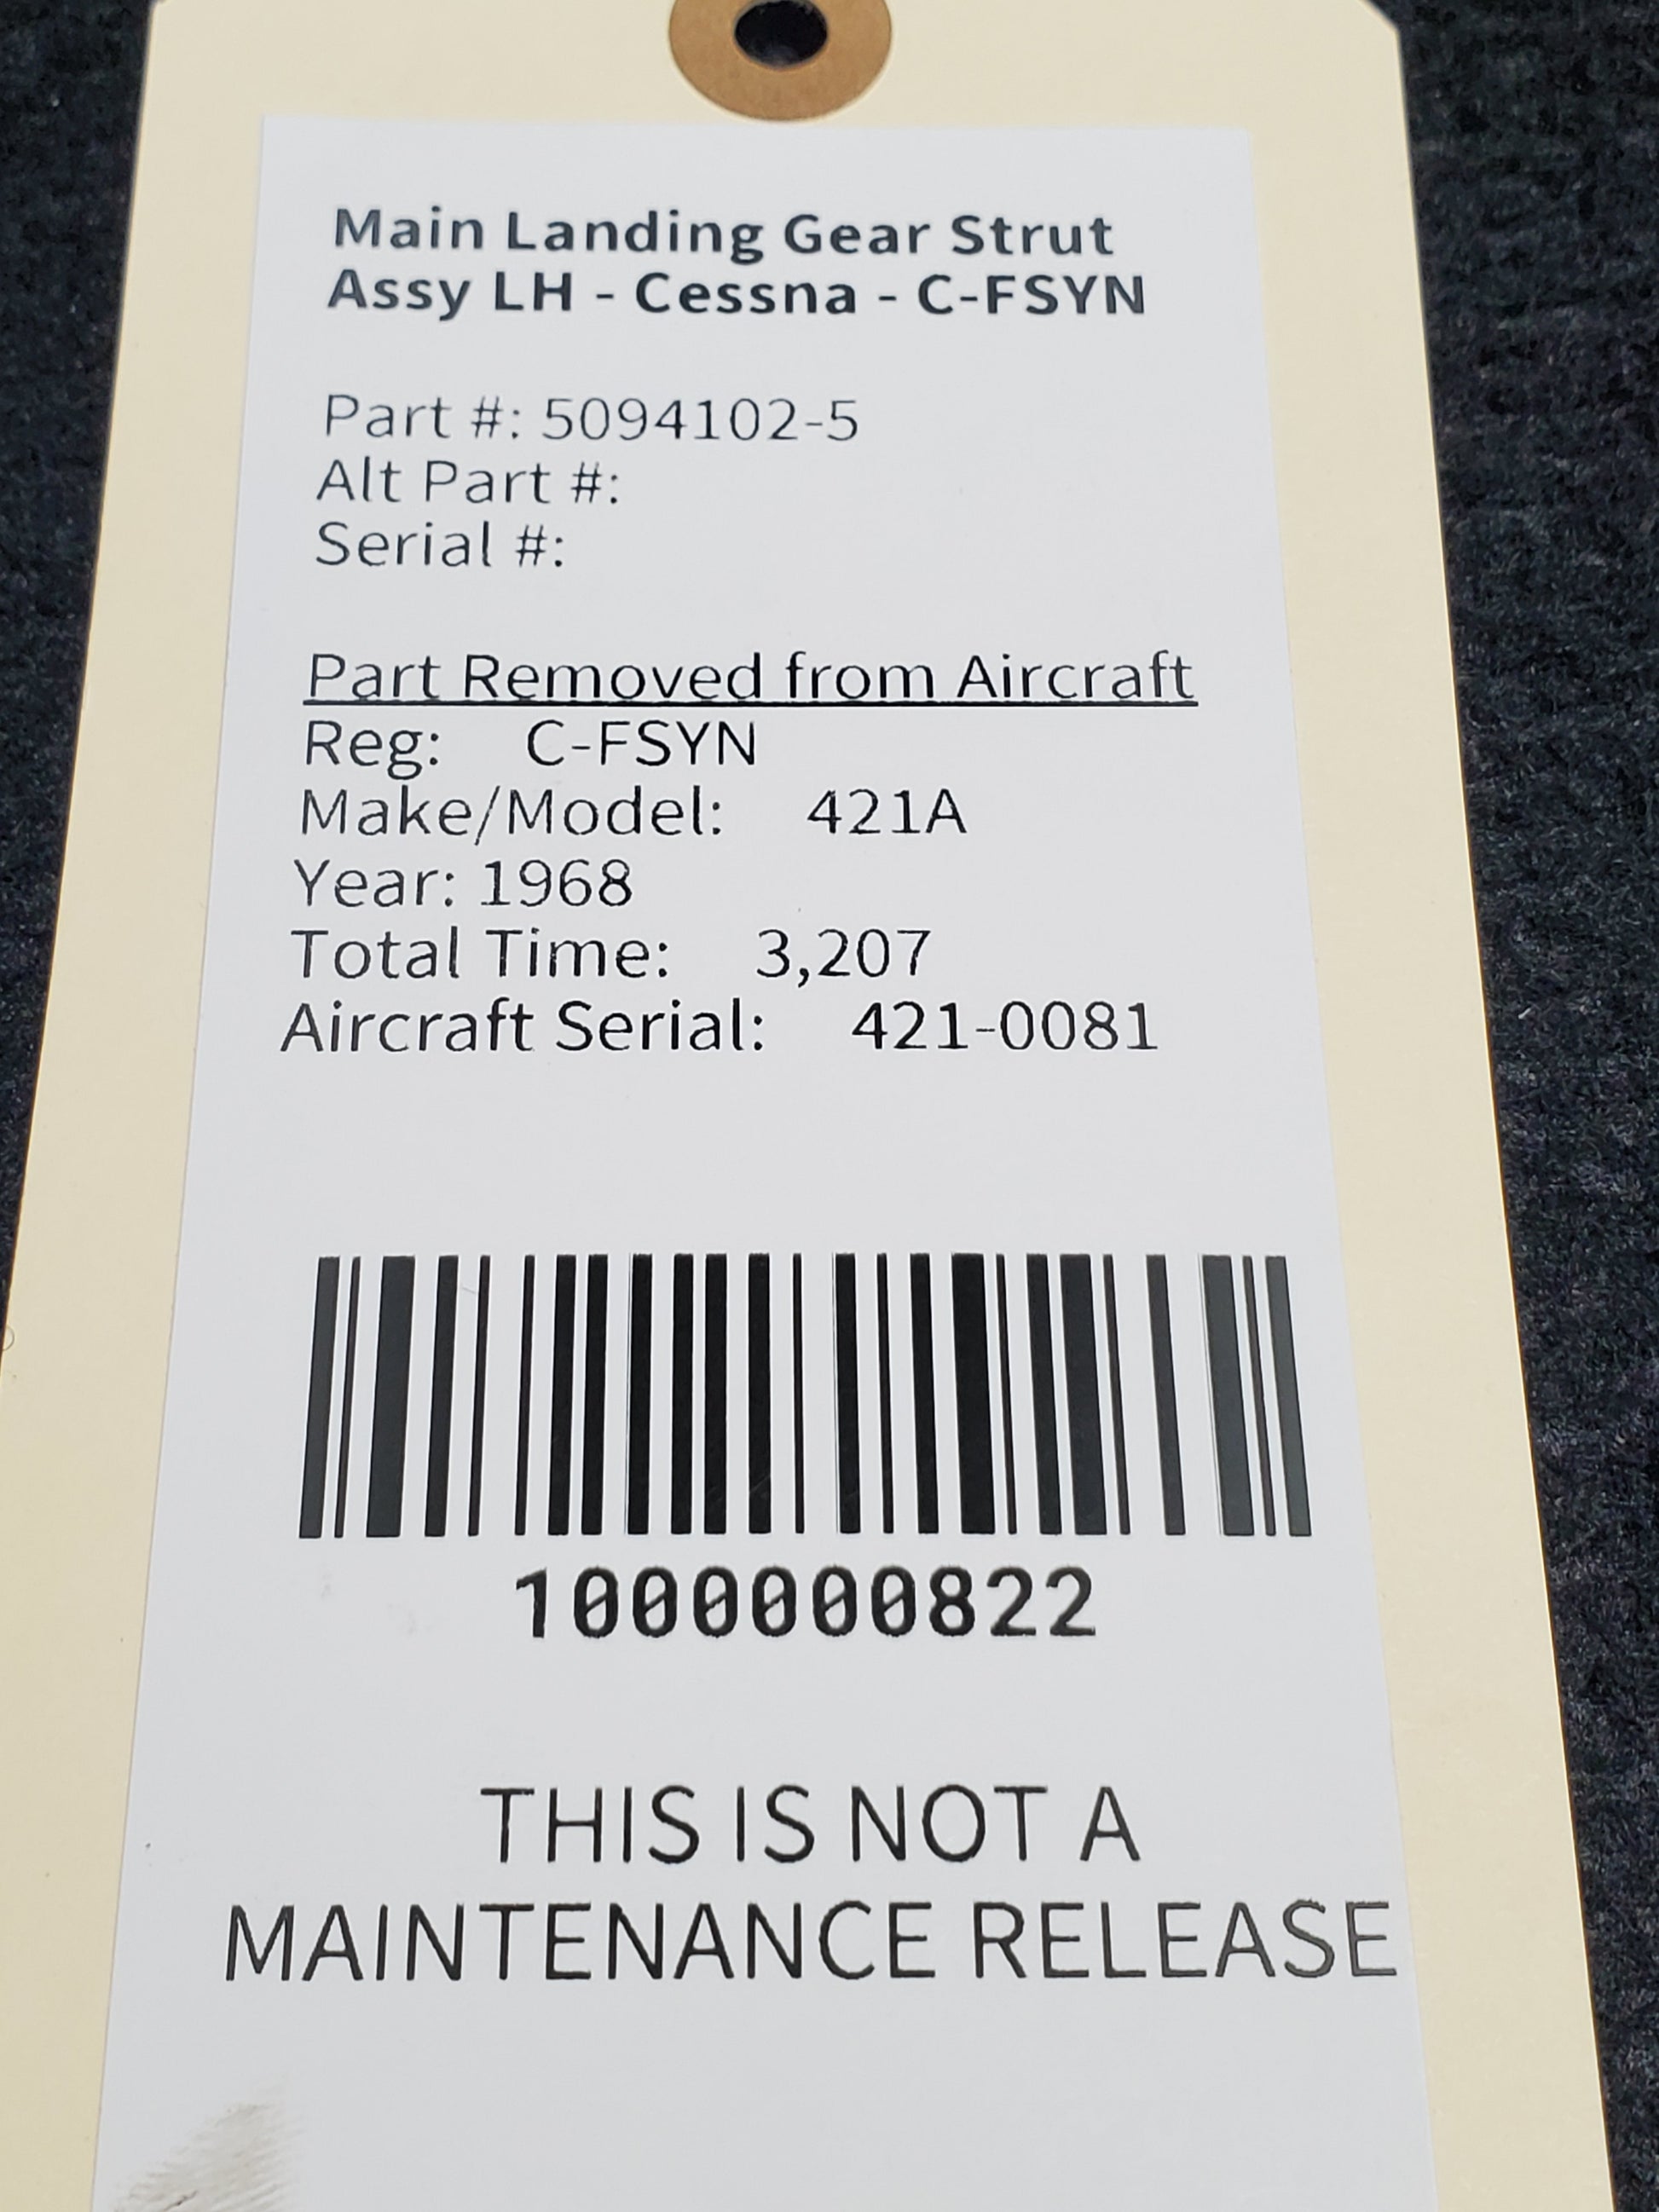 Main Landing Gear Strut
Assy LH - Cessna - C-FSYN
Part #: 5094102-5
Alt Part #:
Serial #:
Part Removed from Aircraft
Reg: C-FSYN
Make/Model: 421A
Year: 1968
Total Time: 3,207
Aircraft Serial: 421-0081
1000000822
THIS IS NOT A
MAINTENANCE RELEASE